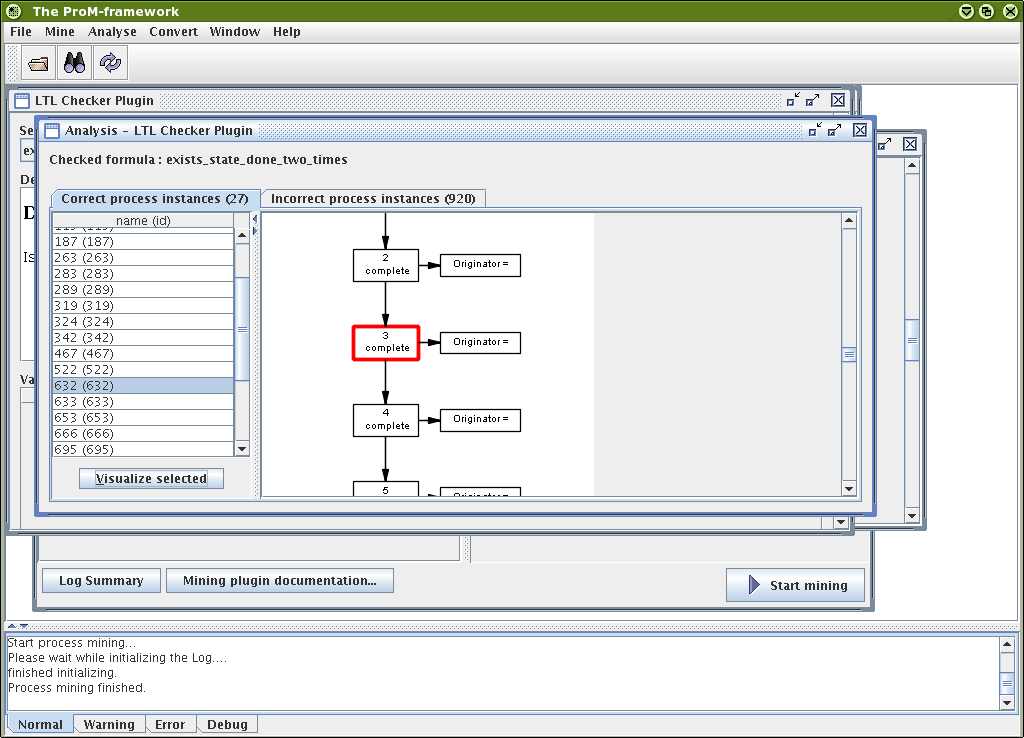 The ProM-framework
File Mine Analyse Convert Window Help
LTL Checker Plugin
Se
ex
De
D
Is
Va
Analysis - LTL Checker Plugin
Checked formula : exists_state_done_two_times
Correct process instances (27) Incorrect process instances (920)
name (id)
187 (187)
263 (263)
283 (283)
289 (289)
319 (319)
324 (324)
342 (342)
467 (467)
522 (522)
632 (632)
633 (633)
653 (653)
666 (666)
695 (695)
Visualize selected
2
complete
Originator=
3
complete
Originator=
4
complete
Originator=
5
Originator=
Log Summary Mining plugin documentation... Start mining
Start process mining...
Please wait while initializing the Log....
finished initializing.
Process mining finished.
Normal Warning Error Debug